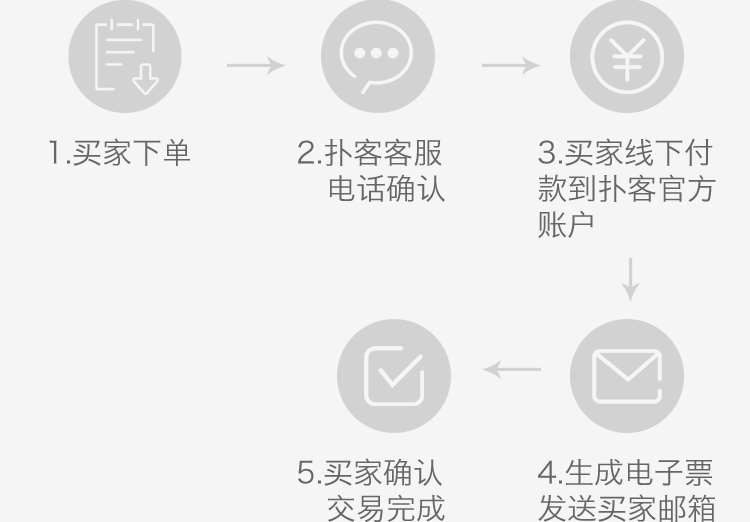 1.买家下单
2.扑客客服
电话确认
3.买家线下付
款到扑客官方
账户
4.生成电子票
发送买家邮箱
5.买家确认
交易完成